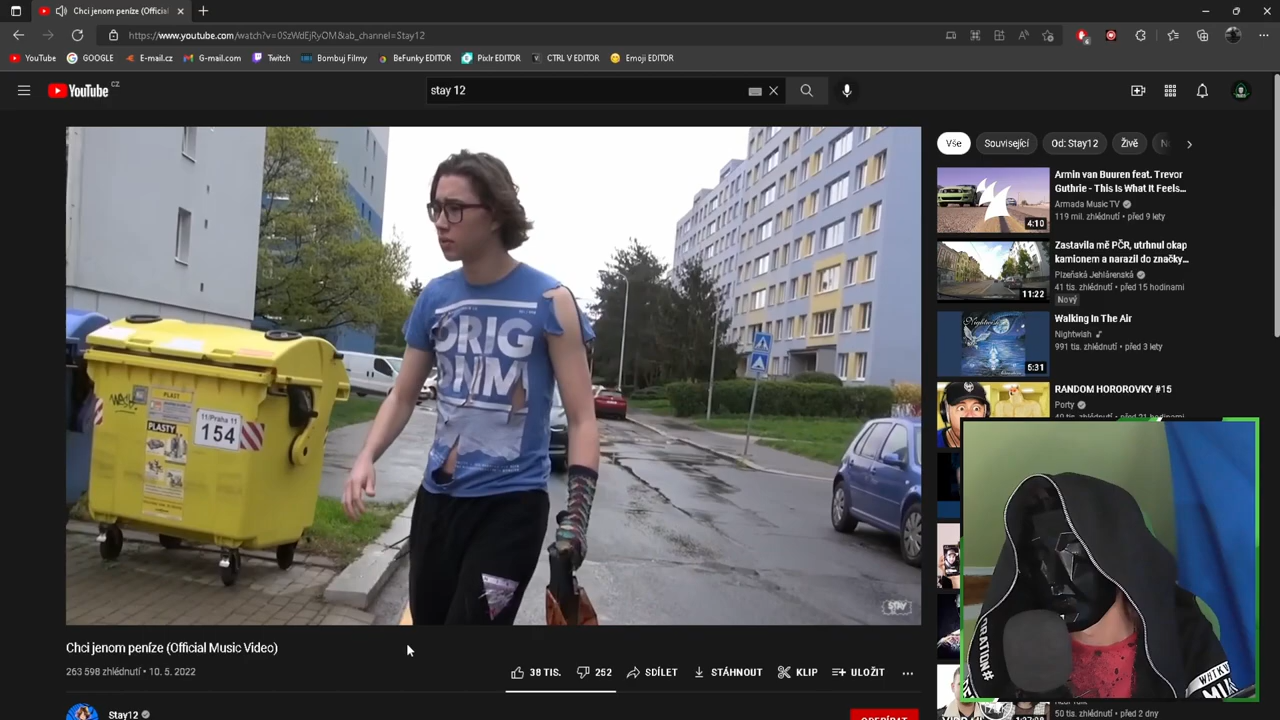 Chci jenom peníze (Official
https://www.youtube.com/watch?v=0SzWdEjRyOM&ab_channel=Stay12
YouTube
GOOGLE
E-mail.cz
G-mail.com
Twitch
Bombuj Filmy
BeFunky EDITOR
Pixlr EDITOR
CTRL V EDITOR
Emoji EDITOR
YouTube CZ
stay 12
Vše
Související
Od: Stay12
Živě
ORIG
PLAST
PLASTY
11/Praha 11
154
STAY
Armin van Buuren feat. Trevor
Guthrie - This Is What It Feels...
Armada Music TV
119 mil. zhlédnutí • před 9 lety
4:10
Zastavila mě PČR, utrhnul okap
kamionem a narazil do značky...
Plzeňská Jehlárenská
41 tis. zhlédnutí • před 15 hodinami
Nový
11:22
Walking In The Air
Nightwish
991 tis. zhlédnutí • před 3 lety
Nightwish
5:31
RANDOM HOROROVKY #15
Porty
Chci jenom peníze (Official Music Video)
263 598 zhlédnutí • 10. 5. 2022
38 TIS.
252
SDÍLET
STÁHNOUT
KLIP
ULOŽIT
Stay12
50 tis. zhlédnutí • před 2 dny